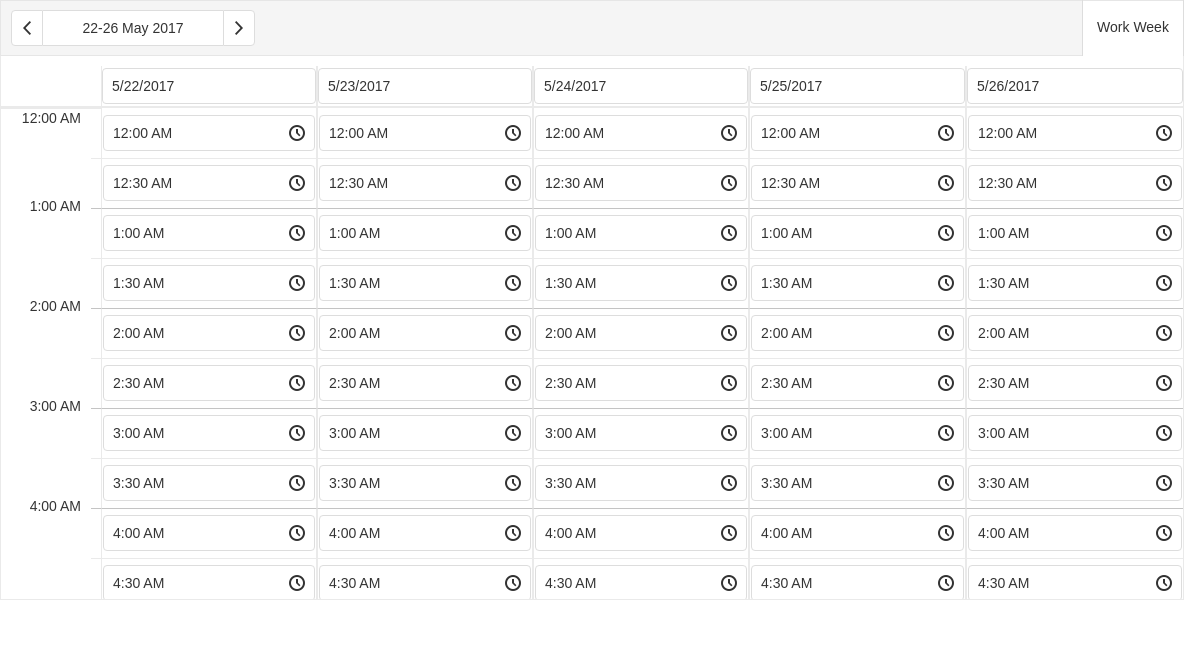 22-26 May 2017 Work Week
5/22/2017 5/23/2017 5/24/2017 5/25/2017 5/26/2017
12:00 AM
12:00 AM 12:00 AM 12:00 AM 12:00 AM 12:00 AM
12:30 AM 12:30 AM 12:30 AM 12:30 AM 12:30 AM
1:00 AM
1:00 AM 1:00 AM 1:00 AM 1:00 AM 1:00 AM
1:30 AM 1:30 AM 1:30 AM 1:30 AM 1:30 AM
2:00 AM
2:00 AM 2:00 AM 2:00 AM 2:00 AM 2:00 AM
2:30 AM 2:30 AM 2:30 AM 2:30 AM 2:30 AM
3:00 AM
3:00 AM 3:00 AM 3:00 AM 3:00 AM 3:00 AM
3:30 AM 3:30 AM 3:30 AM 3:30 AM 3:30 AM
4:00 AM
4:00 AM 4:00 AM 4:00 AM 4:00 AM 4:00 AM
4:30 AM 4:30 AM 4:30 AM 4:30 AM 4:30 AM